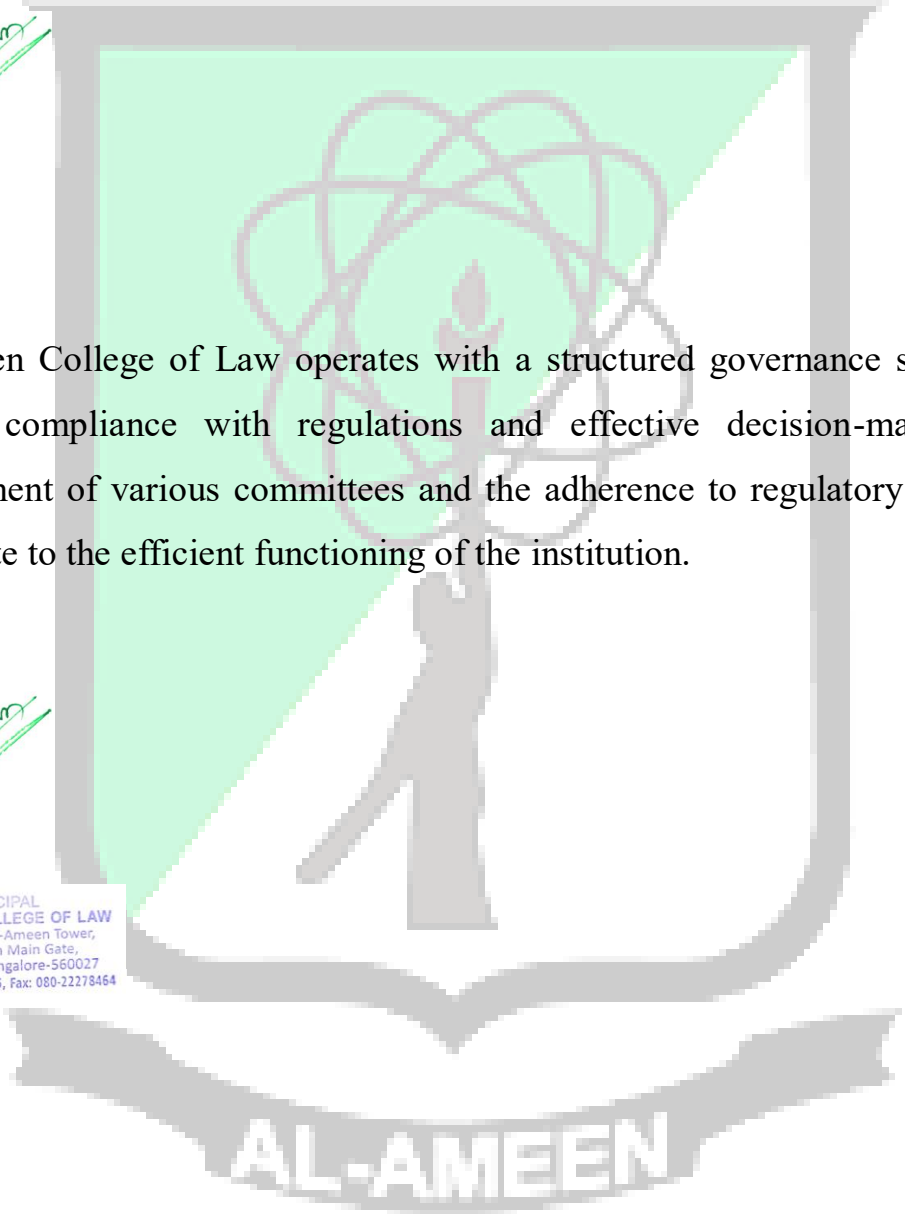 en College of Law operates with a structured governance s
compliance with regulations and effective decision-ma
ment of various committees and the adherence to regulatory
te to the efficient functioning of the institution.
CIPAL
LLEGE OF LAW
-Ameen Tower,
n Main Gate,
ngalore-560027
, Fax: 080-22278464
AL-AMEEN